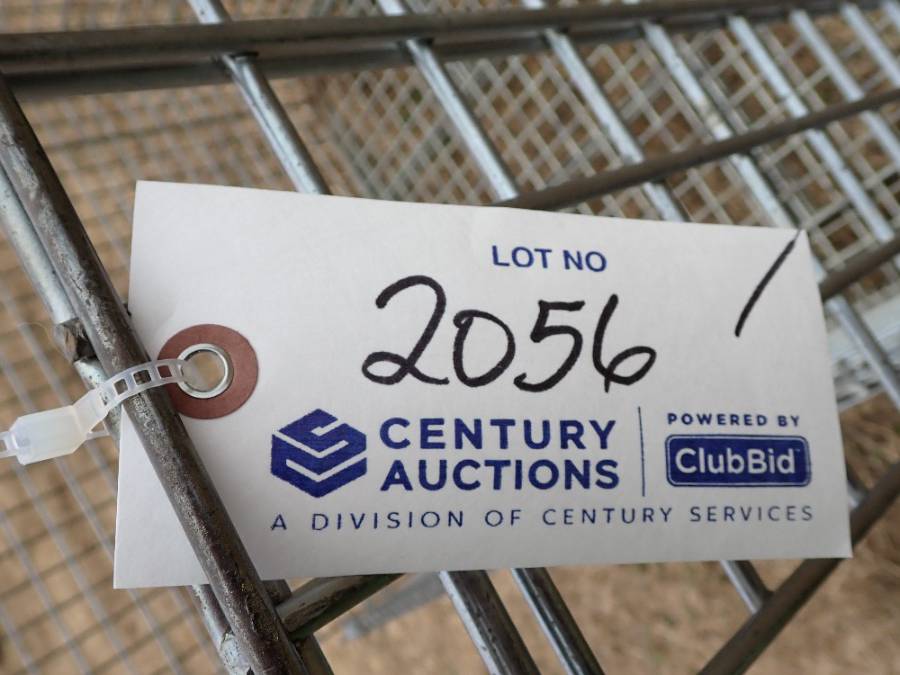 LOT NO
2056 /
CENTURY
AUCTIONS
POWERED BY
ClubBid
A DIVISION OF CENTURY SERVICES